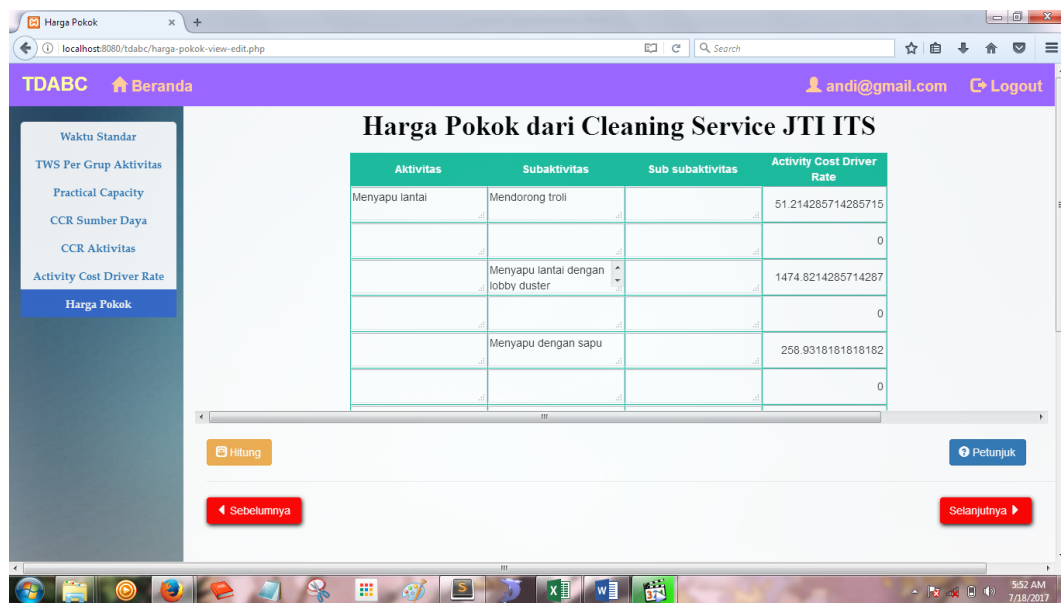 Harga Pokok
localhost:8080/tdabc/harga-pokok-view-edit.php
Search
TDABC Beranda andi@gmail.com Logout
Waktu Standar
TWS Per Grup Aktivitas
Practical Capacity
CCR Sumber Daya
CCR Aktivitas
Activity Cost Driver Rate
Harga Pokok
Harga Pokok dari Cleaning Service JTI ITS
Aktivitas Subaktivitas Sub subaktivitas Activity Cost Driver
Rate
Menyapu lantai Mendorong troli 51.214285714285715
0
Menyapu lantai dengan
lobby duster 1474.8214285714287
0
Menyapu dengan sapu 258.9318181818182
0
Hitung Petunjuk
Sebelumnya Selanjutnya
5:52 AM
7/18/2017